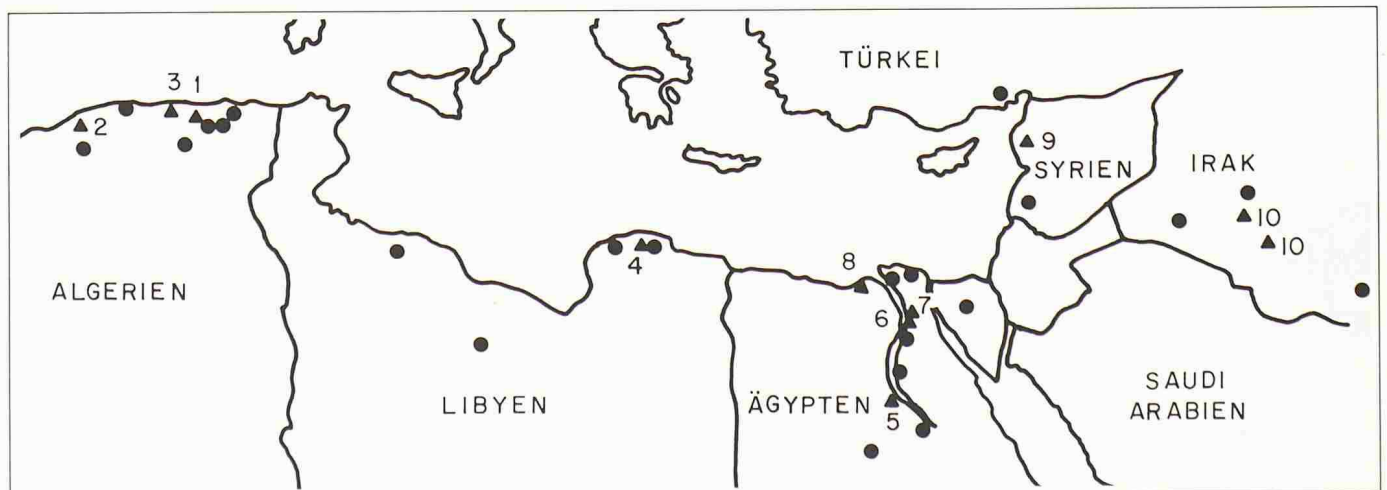 TÜRKEI
3 1
2
9
SYRIEN
IRAK
10
10
4
8
7
6
ALGERIEN
LIBYEN
ÄGYPTEN
5
SAUDI
ARABIEN